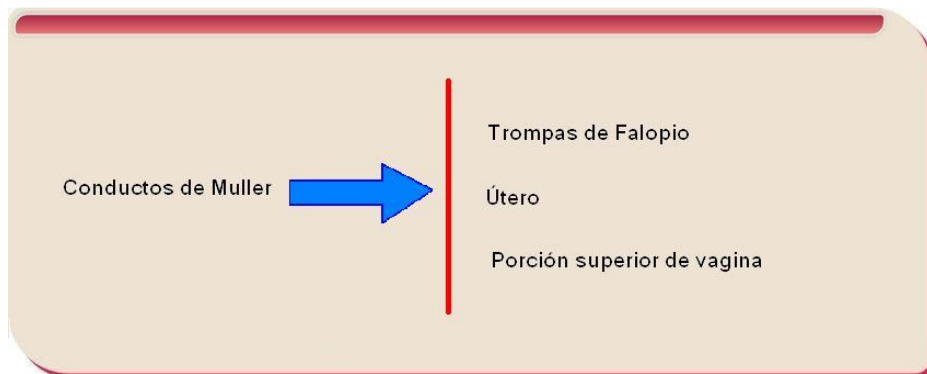 Conductos de Muller
Trompas de Falopio
Útero
Porción superior de vagina